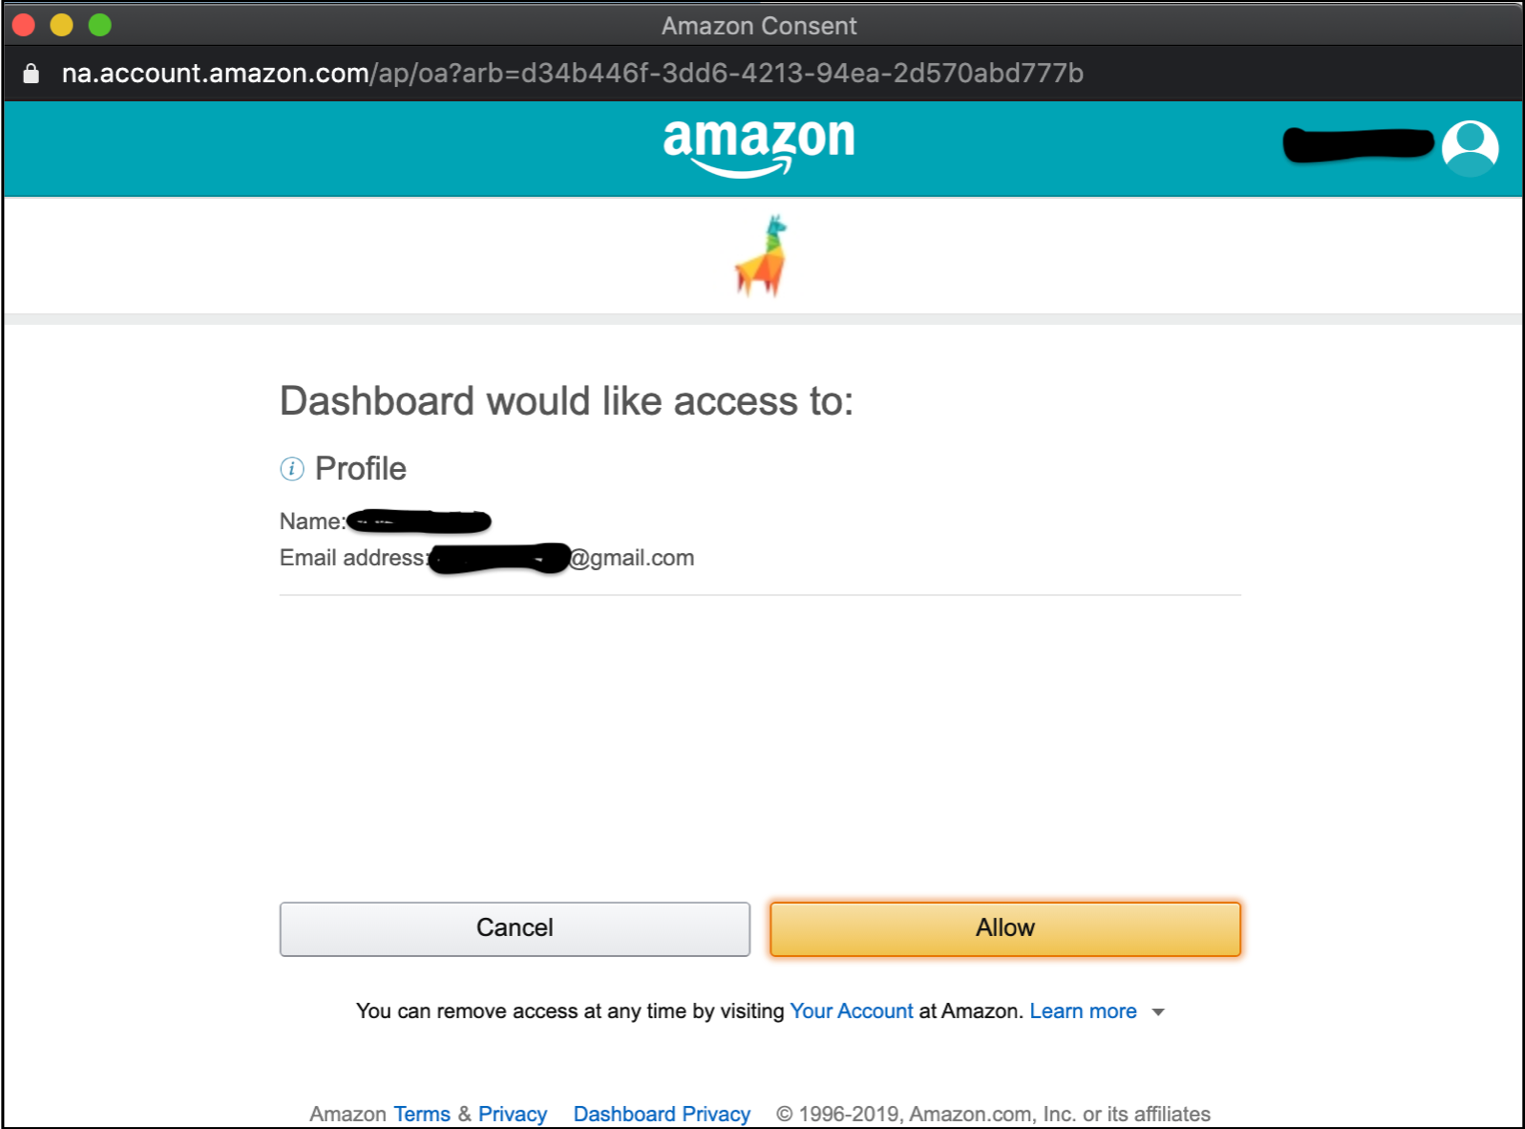 Amazon Consent
na.account.amazon.com/ap/oa?arb=d34b446f-3dd6-4213-94ea-2d570abd777b
amazon
Dashboard would like access to:
i Profile
Name:
Email address: @gmail.com
Cancel Allow
You can remove access at any time by visiting Your Account at Amazon. Learn more
Amazon Terms & Privacy Dashboard Privacy © 1996-2019, Amazon.com, Inc. or its affiliates